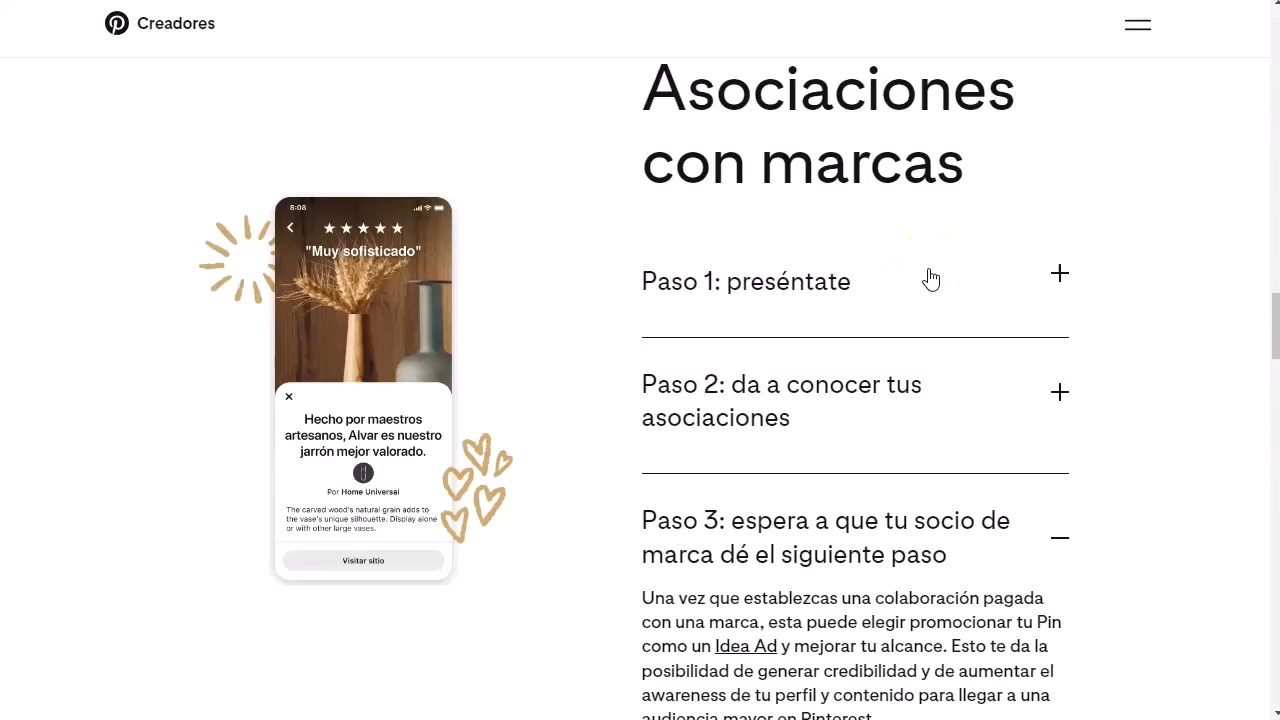 Creadores
Asociaciones
con marcas
8:08
"Muy sofisticado"
Hecho por maestros
artesanos, Alvar es nuestro
jarrón mejor valorado.
Por Home Universal
The carved wood's natural grain adds to
the vase's unique silhouette. Display alone
or with other large vases.
Visitar sitio
Paso 1: preséntate
Paso 2: da a conocer tus
asociaciones
Paso 3: espera a que tu socio de
marca dé el siguiente paso
Una vez que establezcas una colaboración pagada
con una marca, esta puede elegir promocionar tu Pin
como un Idea Ad y mejorar tu alcance. Esto te da la
posibilidad de generar credibilidad y de aumentar el
awareness de tu perfil y contenido para llegar a una
audiencia mayor en Pinterest.